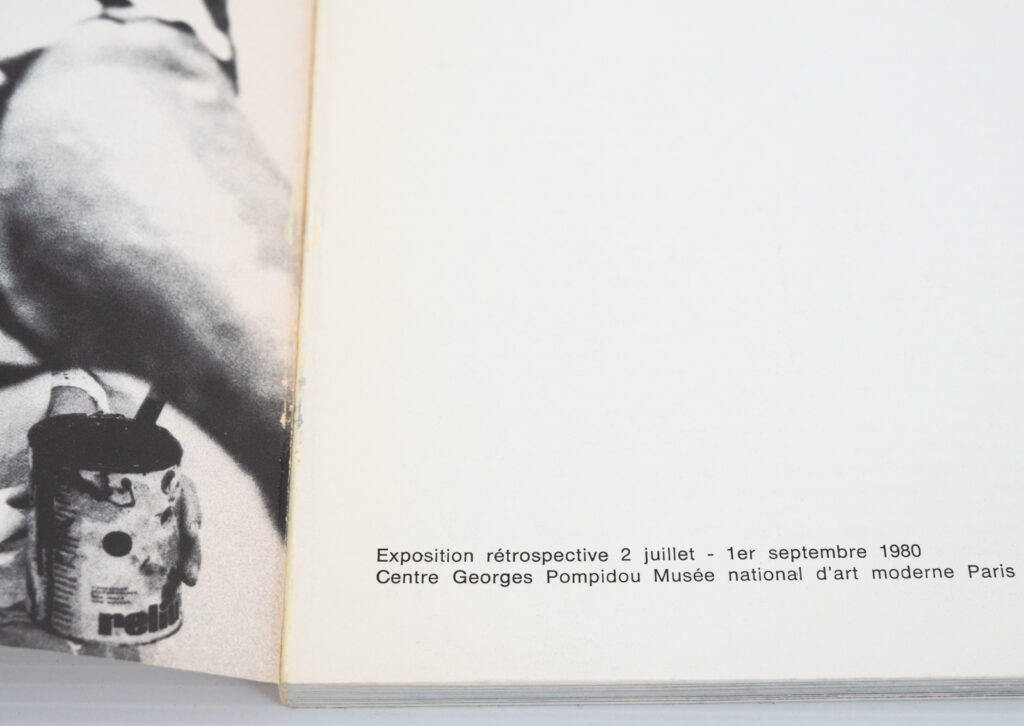 Exposition rétrospective 2 juillet - 1er septembre 1980
Centre Georges Pompidou Musée national d'art moderne Paris